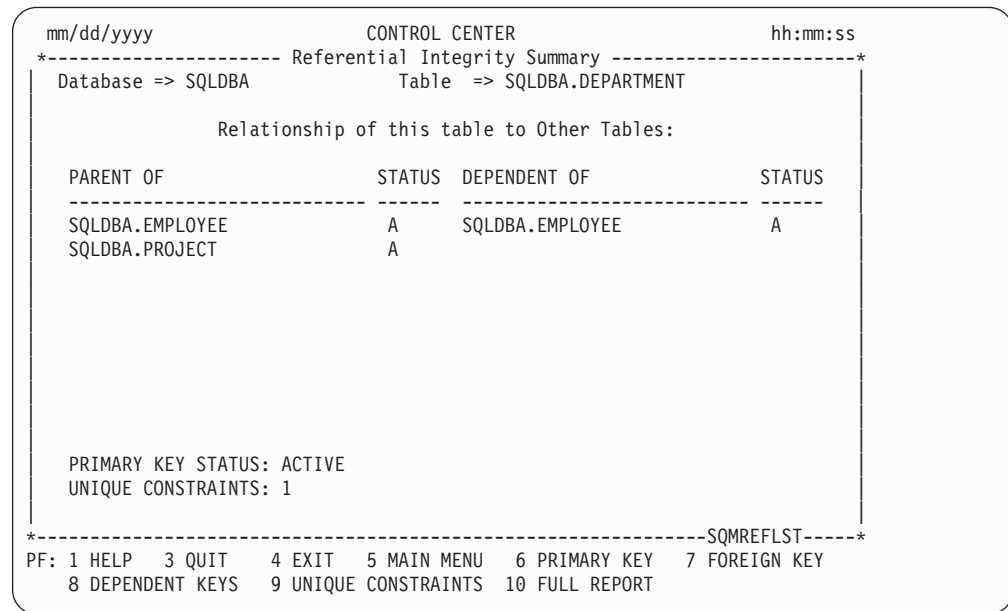 mm/dd/yyyy CONTROL CENTER hh:mm:ss
*---------------------- Referential Integrity Summary -----------------------*
| Database => SQLDBA Table => SQLDBA.DEPARTMENT |
Relationship of this table to Other Tables:
PARENT OF STATUS DEPENDENT OF STATUS
---------------------------- ------ --------------------------- ------
SQLDBA.EMPLOYEE A SQLDBA.EMPLOYEE A
SQLDBA.PROJECT A
PRIMARY KEY STATUS: ACTIVE
UNIQUE CONSTRAINTS: 1
*---------------------------------------------------------------SQMREFLST-----*
PF: 1 HELP 3 QUIT 4 EXIT 5 MAIN MENU 6 PRIMARY KEY 7 FOREIGN KEY
8 DEPENDENT KEYS 9 UNIQUE CONSTRAINTS 10 FULL REPORT